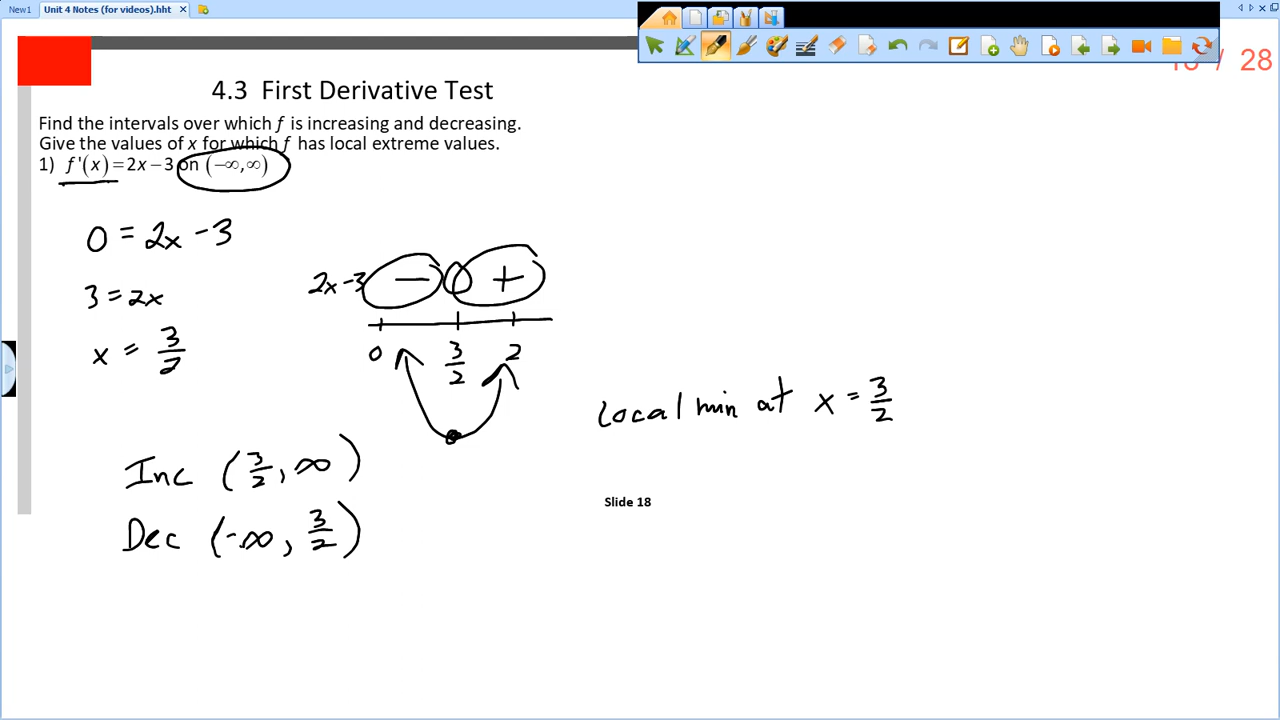 New1 Unit 4 Notes (for videos).hht
/ 28
4.3 First Derivative Test
Find the intervals over which f is increasing and decreasing.
Give the values of x for which f has local extreme values.
1) f'(x)=2x−3 on (−∞,∞)
0 = 2x -3
3 = 2x
x = 3/2
2x -3 − 0 +
0 3/2 2
local min at x = 3/2
Inc (3/2, ∞)
Dec (-∞, 3/2)
Slide 18